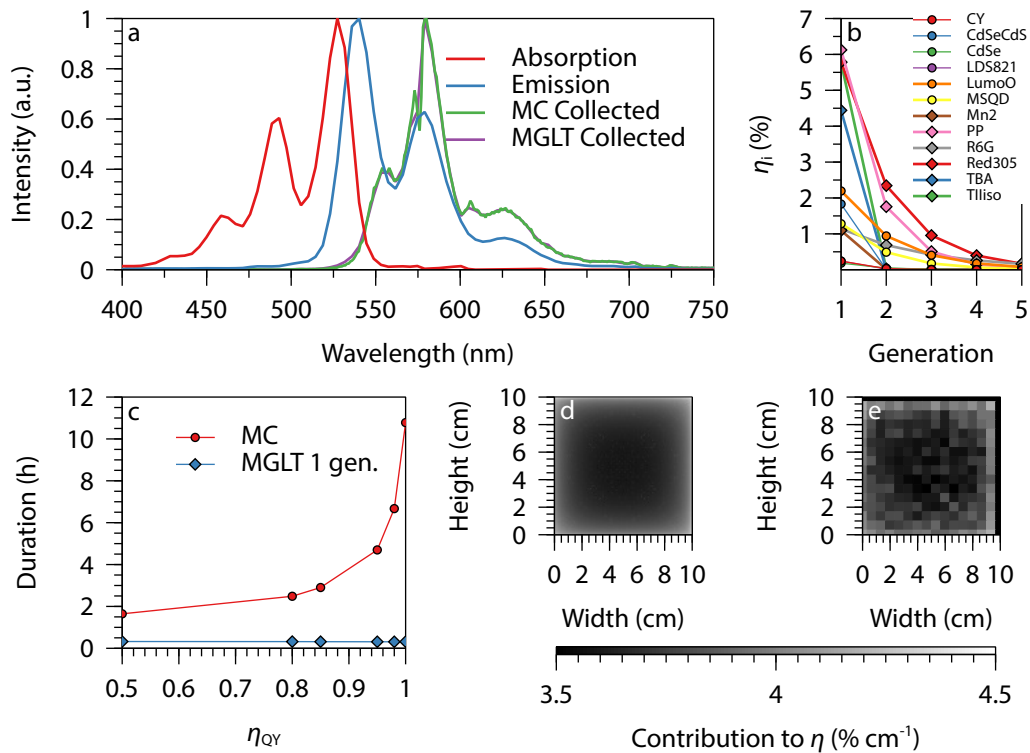 a
Intensity (a.u.)
1
0.8
0.6
0.4
0.2
0
Absorption
Emission
MC Collected
MGLT Collected
400 450 500 550 600 650 700 750
Wavelength (nm)
b
η_i (%)
7
6
5
4
3
2
1
CY
CdSeCdS
CdSe
LDS821
LumoO
MSQD
Mn2
PP
R6G
Red305
TBA
TIIiso
1 2 3 4 5
Generation
c
Duration (h)
12
10
8
6
4
2
0
MC
MGLT 1 gen.
0.5 0.6 0.7 0.8 0.9 1
η_QY
d
Height (cm)
10
8
6
4
2
0
0 2 4 6 8 10
Width (cm)
e
Height (cm)
10
8
6
4
2
0
0 2 4 6 8 10
Width (cm)
3.5 4 4.5
Contribution to η (% cm⁻¹)